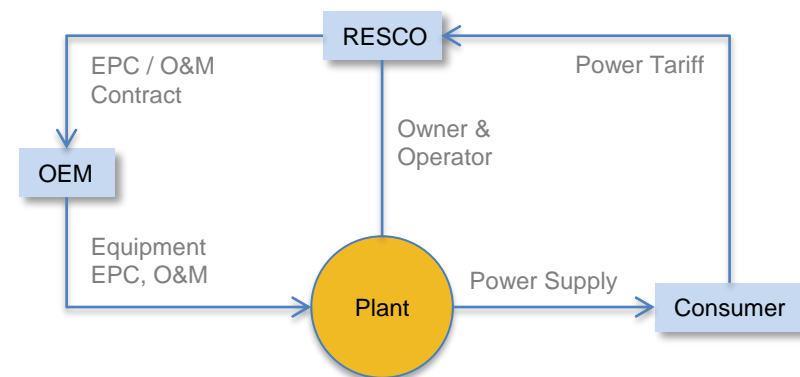 RESCO
EPC / O&M
Contract
Power Tariff
Owner &
Operator
OEM
Equipment
EPC, O&M
Plant
Power Supply
Consumer